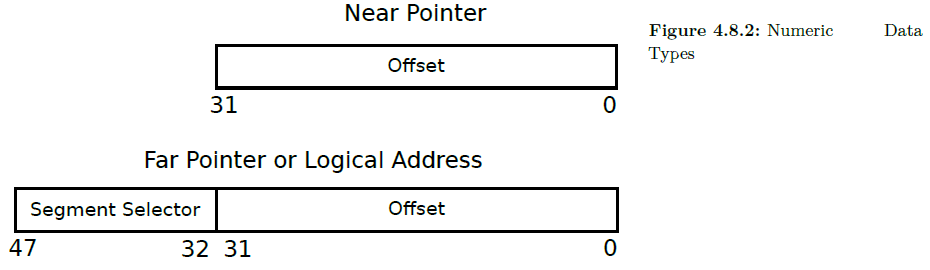 Near Pointer
Figure 4.8.2: Numeric Data
Types
Offset
31 0
Far Pointer or Logical Address
Segment Selector Offset
47 32 31 0